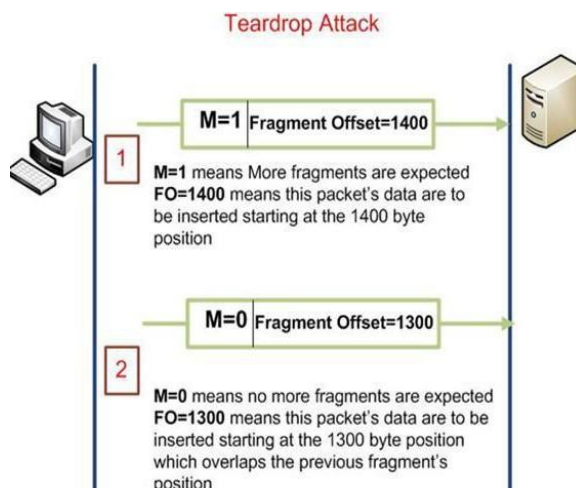 Teardrop Attack
M=1 Fragment Offset=1400
1
M=1 means More fragments are expected
FO=1400 means this packet's data are to
be inserted starting at the 1400 byte
position
M=0 Fragment Offset=1300
2
M=0 means no more fragments are expected
FO=1300 means this packet's data are to be
inserted starting at the 1300 byte position
which overlaps the previous fragment's
position